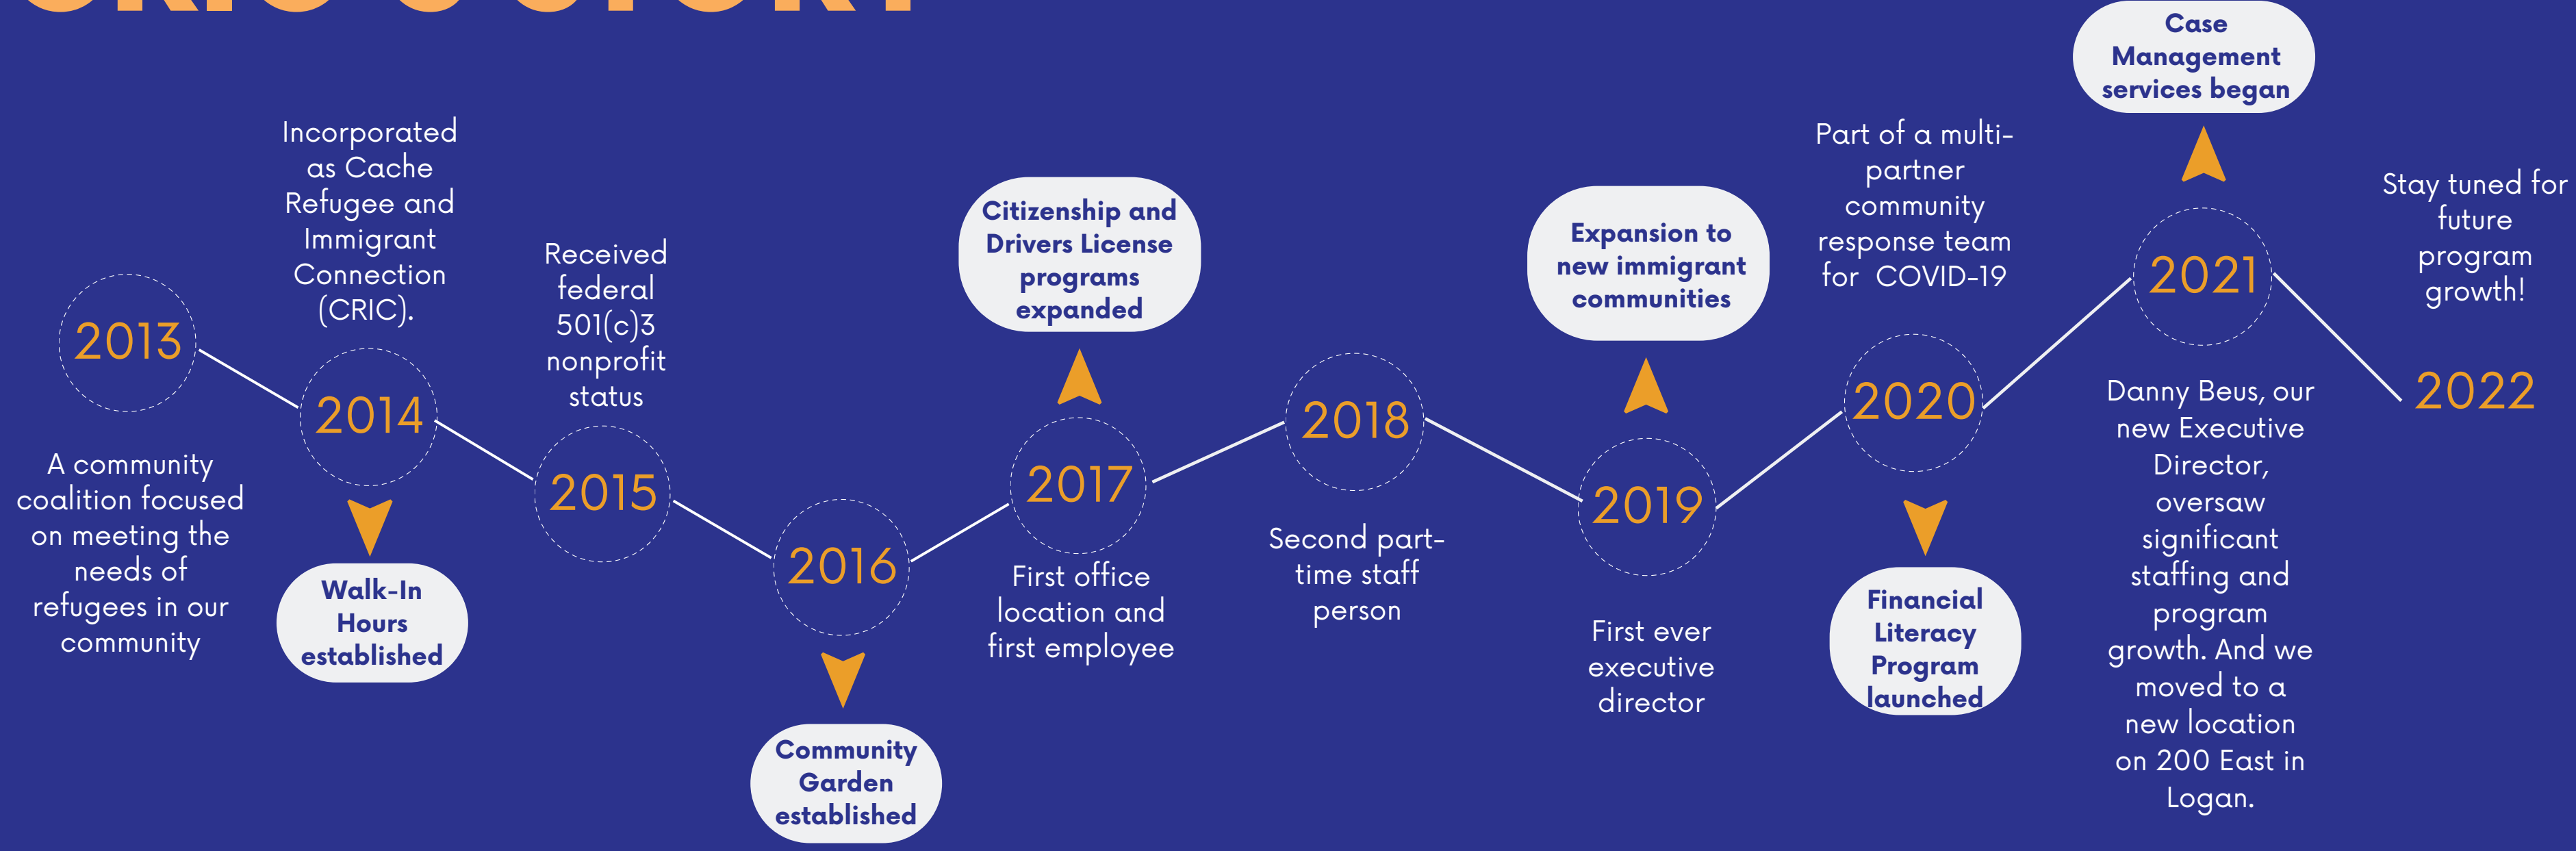 2013
A community
coalition focused
on meeting the
needs of
refugees in our
community
Incorporated
as Cache
Refugee and
Immigrant
Connection
(CRIC).
2014
Walk-In
Hours
established
Received
federal
501(c)3
nonprofit
status
2015
2016
Community
Garden
established
Citizenship and
Drivers License
programs
expanded
2017
First office
location and
first employee
2018
Second part-
time staff
person
Expansion to
new immigrant
communities
2019
First ever
executive
director
Part of a multi-
partner
community
response team
for COVID-19
2020
Financial
Literacy
Program
launched
Case
Management
services began
2021
Danny Beus, our
new Executive
Director,
oversaw
significant
staffing and
program
growth. And we
moved to a
new location
on 200 East in
Logan.
Stay tuned for
future
program
growth!
2022